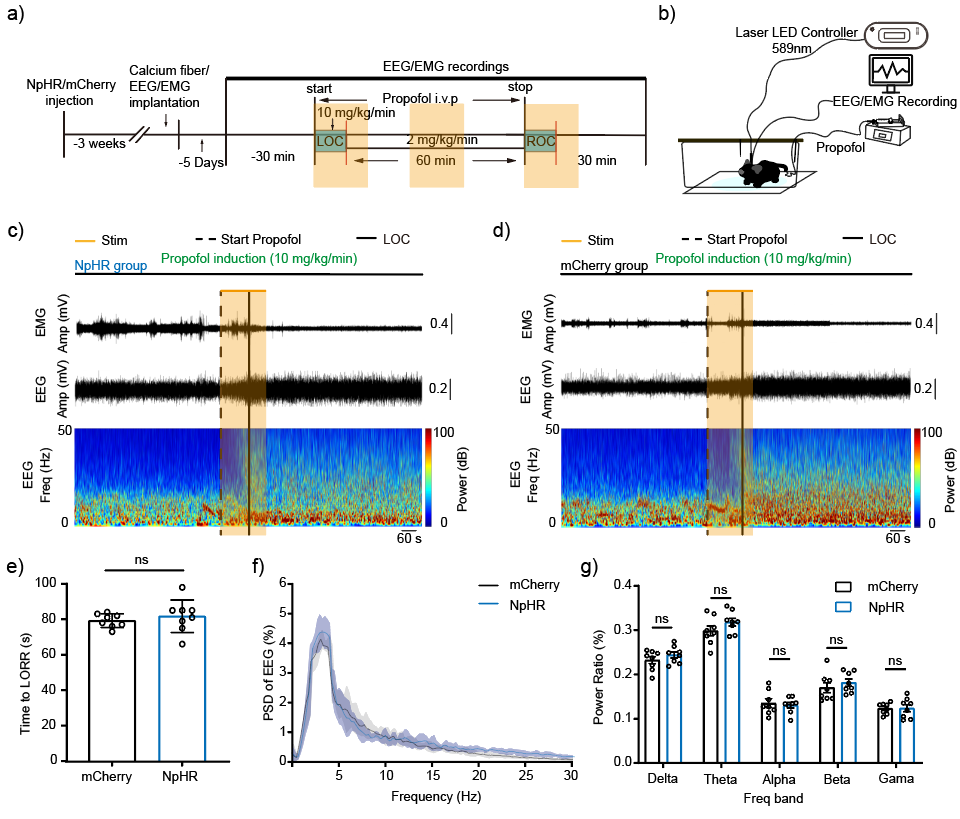 a)
EEG/EMG recordings
NpHR/mCherry
injection
Calcium fiber/
EEG/EMG
implantation
start
Propofol i.v.p
stop
10 mg/kg/min
LOC
2 mg/kg/min
ROC
-3 weeks
-5 Days
-30 min
60 min
30 min
b)
Laser LED Controller
589nm
EEG/EMG Recording
Propofol
c)
Stim
Start Propofol
LOC
NpHR group
Propofol induction (10 mg/kg/min)
EMG
Amp (mV)
0.4
EEG
Amp (mV)
0.2
EEG
Freq (Hz)
50
0
100
0
Power (dB)
60 s
d)
Stim
Start Propofol
LOC
mCherry group
Propofol induction (10 mg/kg/min)
EMG
Amp (mV)
0.4
EEG
Amp (mV)
0.2
EEG
Freq (Hz)
50
0
100
0
Power (dB)
60 s
e)
ns
Time to LORR (s)
100
80
60
40
20
0
mCherry
NpHR
f)
mCherry
NpHR
PSD of EEG (%)
6
5
4
3
2
1
0
5
10
15
20
25
30
Frequency (Hz)
g)
mCherry
NpHR
Power Ratio (%)
0.4
0.3
0.2
0.1
0.0
ns
ns
ns
ns
ns
Delta
Theta
Alpha
Beta
Gama
Freq band